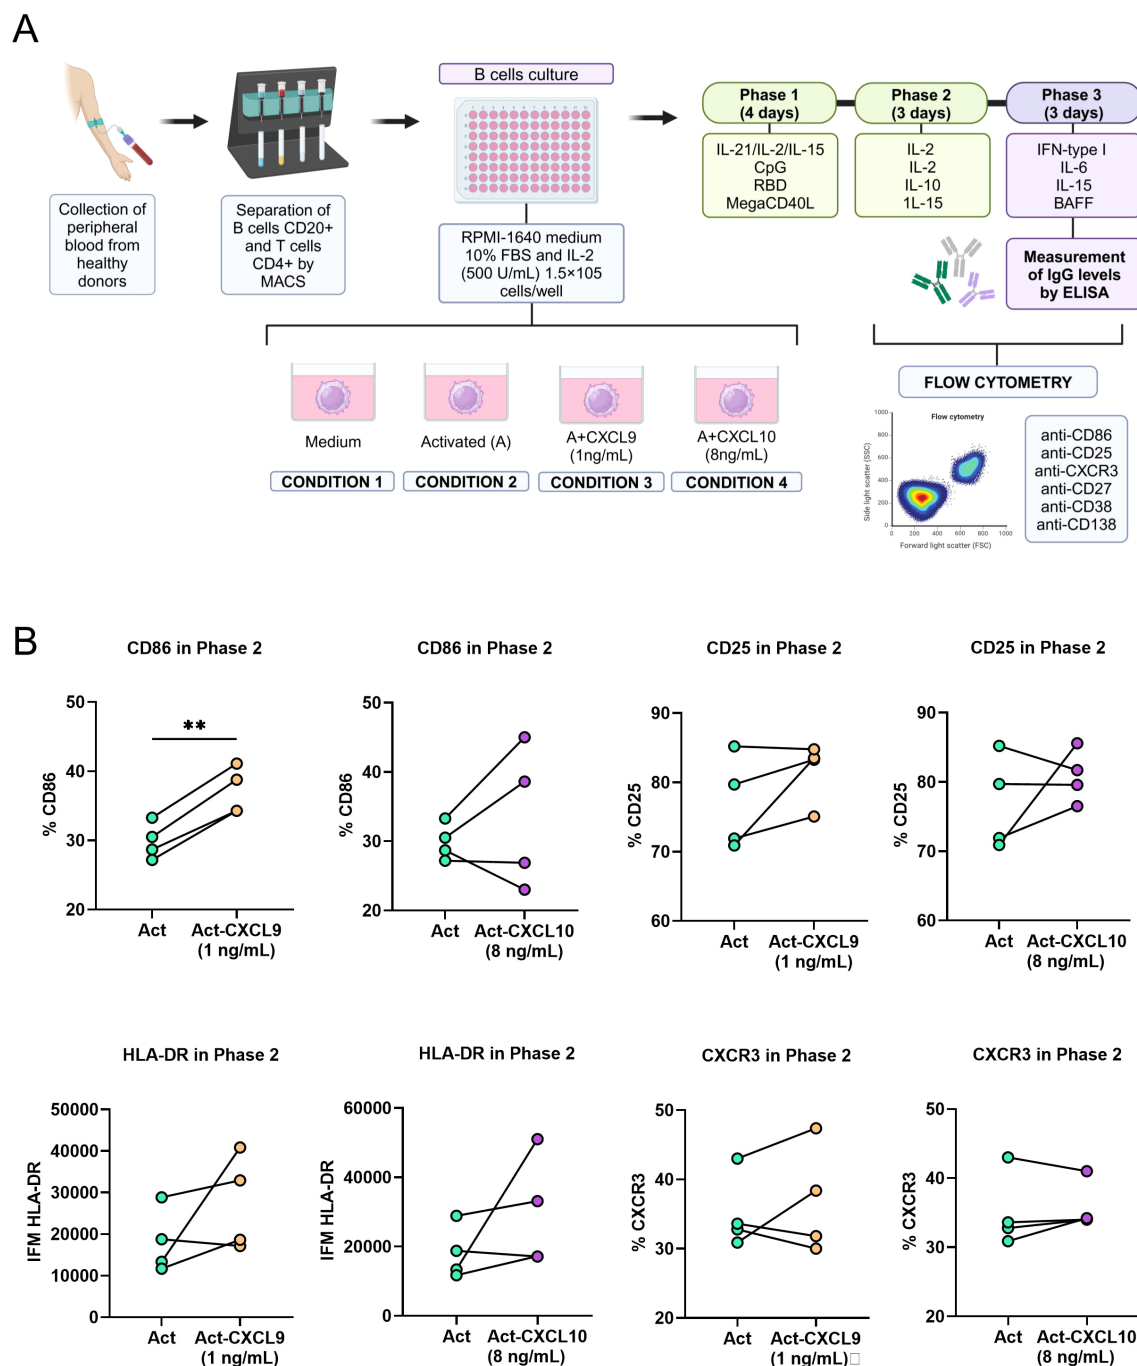 A
Collection of
peripheral
blood from
healthy
donors
Separation of
B cells CD20+
and T cells
CD4+ by
MACS
B cells culture
RPMI-1640 medium
10% FBS and IL-2
(500 U/mL) 1.5×105
cells/well
Phase 1
(4 days)
Phase 2
(3 days)
Phase 3
(3 days)
IL-21/IL-2/IL-15
CpG
RBD
MegaCD40L
IL-2
IL-2
IL-10
1L-15
IFN-type I
IL-6
IL-15
BAFF
Measurement
of IgG levels
by ELISA
Medium
Activated (A)
A+CXCL9
(1ng/mL)
A+CXCL10
(8ng/mL)
CONDITION 1
CONDITION 2
CONDITION 3
CONDITION 4
FLOW CYTOMETRY
Flow cytometry
Side light scatter (SSC)
1000
800
600
400
200
0
0 200 400 600 800 1000
Forward light scatter (FSC)
anti-CD86
anti-CD25
anti-CXCR3
anti-CD27
anti-CD38
anti-CD138
B
CD86 in Phase 2
% CD86
50
40
30
20
**
Act
Act-CXCL9
(1 ng/mL)
CD86 in Phase 2
% CD86
50
40
30
20
Act
Act-CXCL10
(8 ng/mL)
CD25 in Phase 2
% CD25
90
80
70
60
Act
Act-CXCL9
(1 ng/mL)
CD25 in Phase 2
% CD25
90
80
70
60
Act
Act-CXCL10
(8 ng/mL)
HLA-DR in Phase 2
IFM HLA-DR
50000
40000
30000
20000
10000
0
Act
Act-CXCL9
(1 ng/mL)
HLA-DR in Phase 2
IFM HLA-DR
60000
40000
20000
0
Act
Act-CXCL10
(8 ng/mL)
CXCR3 in Phase 2
% CXCR3
50
40
30
20
Act
Act-CXCL9
(1 ng/mL)□
CXCR3 in Phase 2
% CXCR3
50
40
30
20
Act
Act-CXCL10
(8 ng/mL)